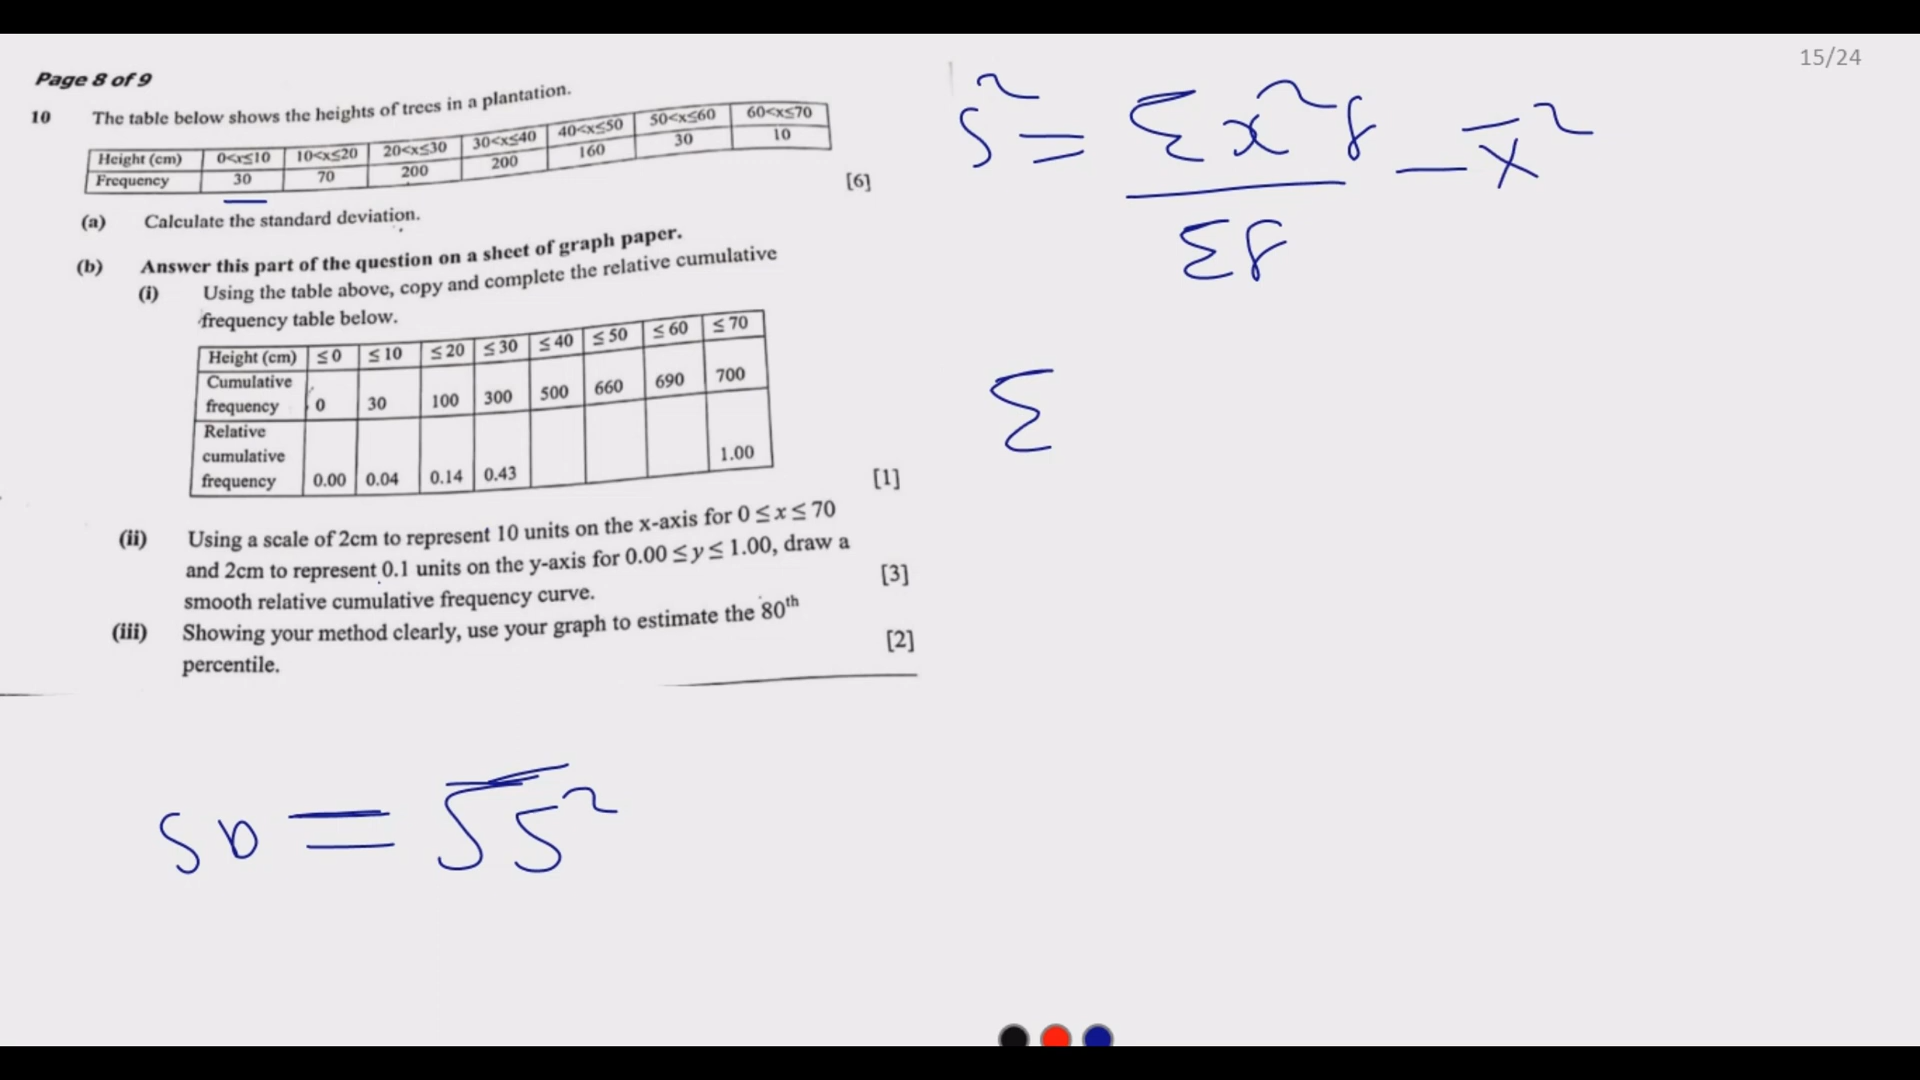 15/24
Page 8 of 9
10 The table below shows the heights of trees in a plantation.
Height (cm) 0<x≤10 10<x≤20 20<x≤30 30<x≤40 40<x≤50 50<x≤60 60<x≤70
Frequency 30 70 200 200 160 30 10
(a) Calculate the standard deviation. [6]
(b) Answer this part of the question on a sheet of graph paper.
(i) Using the table above, copy and complete the relative cumulative
frequency table below.
Height (cm) ≤ 0 ≤ 10 ≤ 20 ≤ 30 ≤ 40 ≤ 50 ≤ 60 ≤ 70
Cumulative
frequency 0 30 100 300 500 660 690 700
Relative
cumulative
frequency 0.00 0.04 0.14 0.43 1.00
[1]
(ii) Using a scale of 2cm to represent 10 units on the x-axis for 0 ≤ x ≤ 70
and 2cm to represent 0.1 units on the y-axis for 0.00 ≤ y ≤ 1.00, draw a
smooth relative cumulative frequency curve. [3]
(iii) Showing your method clearly, use your graph to estimate the 80th
percentile. [2]
S² = Σx²f / Σf − x̄²
Σ
SD = √S²